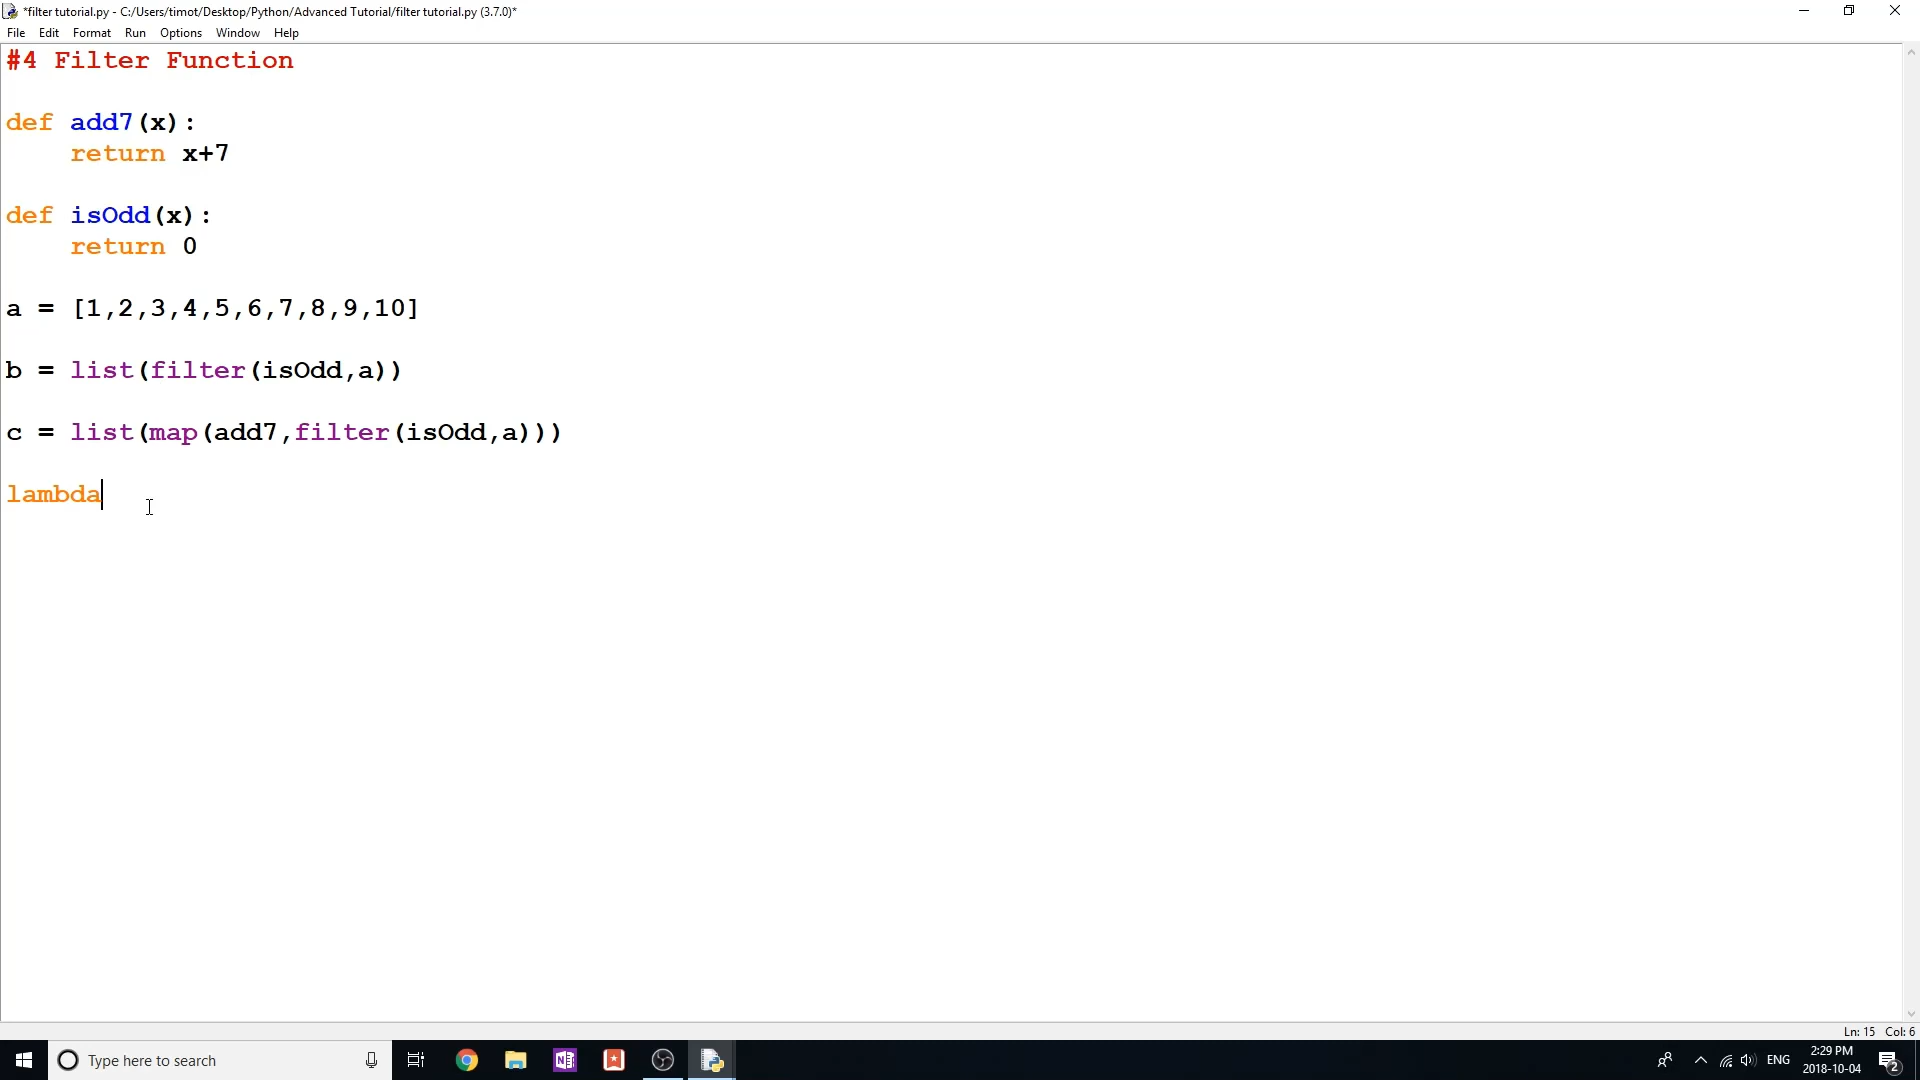 *filter tutorial.py - C:/Users/timot/Desktop/Python/Advanced Tutorial/filter tutorial.py (3.7.0)*
File Edit Format Run Options Window Help
#4 Filter Function
def add7(x):
    return x+7
def isOdd(x):
    return 0
a = [1,2,3,4,5,6,7,8,9,10]
b = list(filter(isOdd,a))
c = list(map(add7,filter(isOdd,a)))
lambda
Ln: 15 Col: 6
Type here to search
N
ENG
2:29 PM
2018-10-04
2